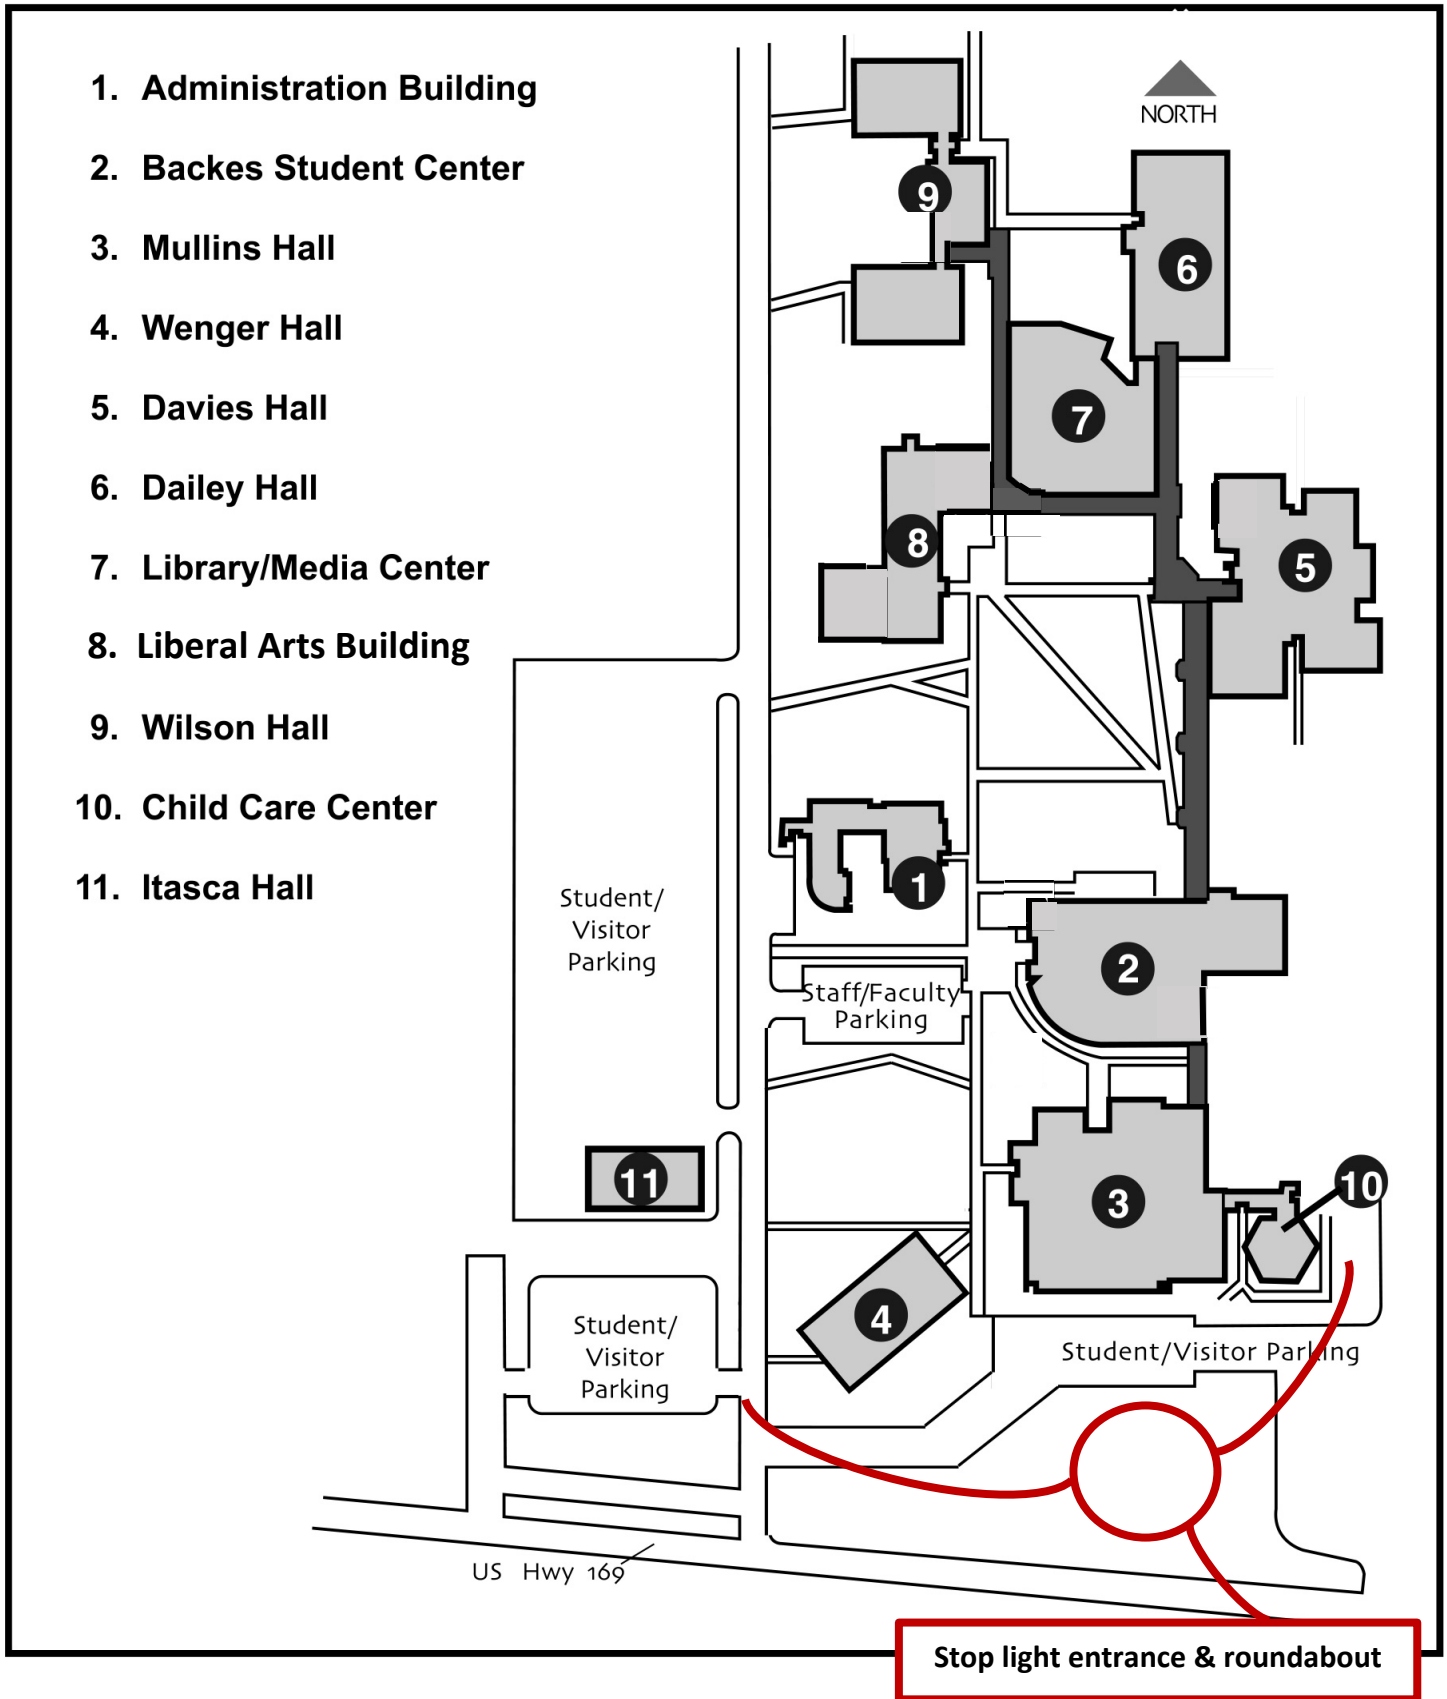 1. Administration Building
2. Backes Student Center
3. Mullins Hall
4. Wenger Hall
5. Davies Hall
6. Dailey Hall
7. Library/Media Center
8. Liberal Arts Building
9. Wilson Hall
10. Child Care Center
11. Itasca Hall
NORTH
9
6
7
8
5
1
Student/
Visitor
Parking
2
Staff/Faculty
Parking
11
3
10
4
Student/
Visitor
Parking
Student/Visitor Parking
US Hwy 169
Stop light entrance & roundabout